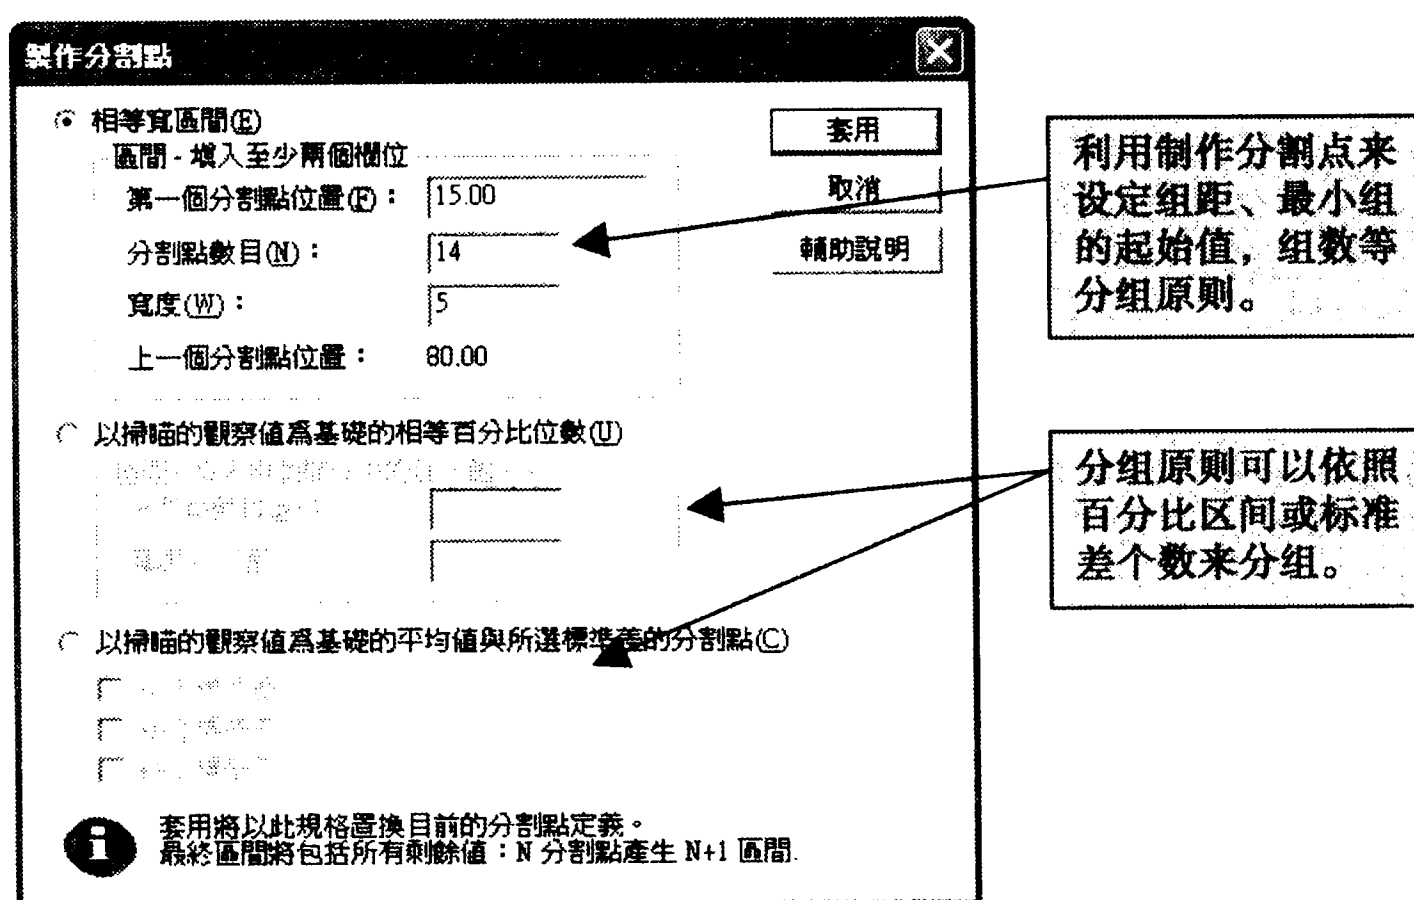 製作分割點
相等寬區間(E)
區間 - 填入至少兩個欄位
第一個分割點位置(F)： 15.00
分割點數目(N)： 14
寬度(W)： 5
上一個分割點位置： 80.00
套用
取消
輔助說明
以掃瞄的觀察值為基礎的相等百分比位數(U)
以掃瞄的觀察值為基礎的平均值與所選標準差的分割點(C)
套用將以此規格置換目前的分割點定義。
最終區間將包括所有剩餘值：N 分割點產生 N+1 區間.
利用制作分割点来
设定组距、最小组
的起始值，组数等
分组原则。
分组原则可以依照
百分比区间或标准
差个数来分组。